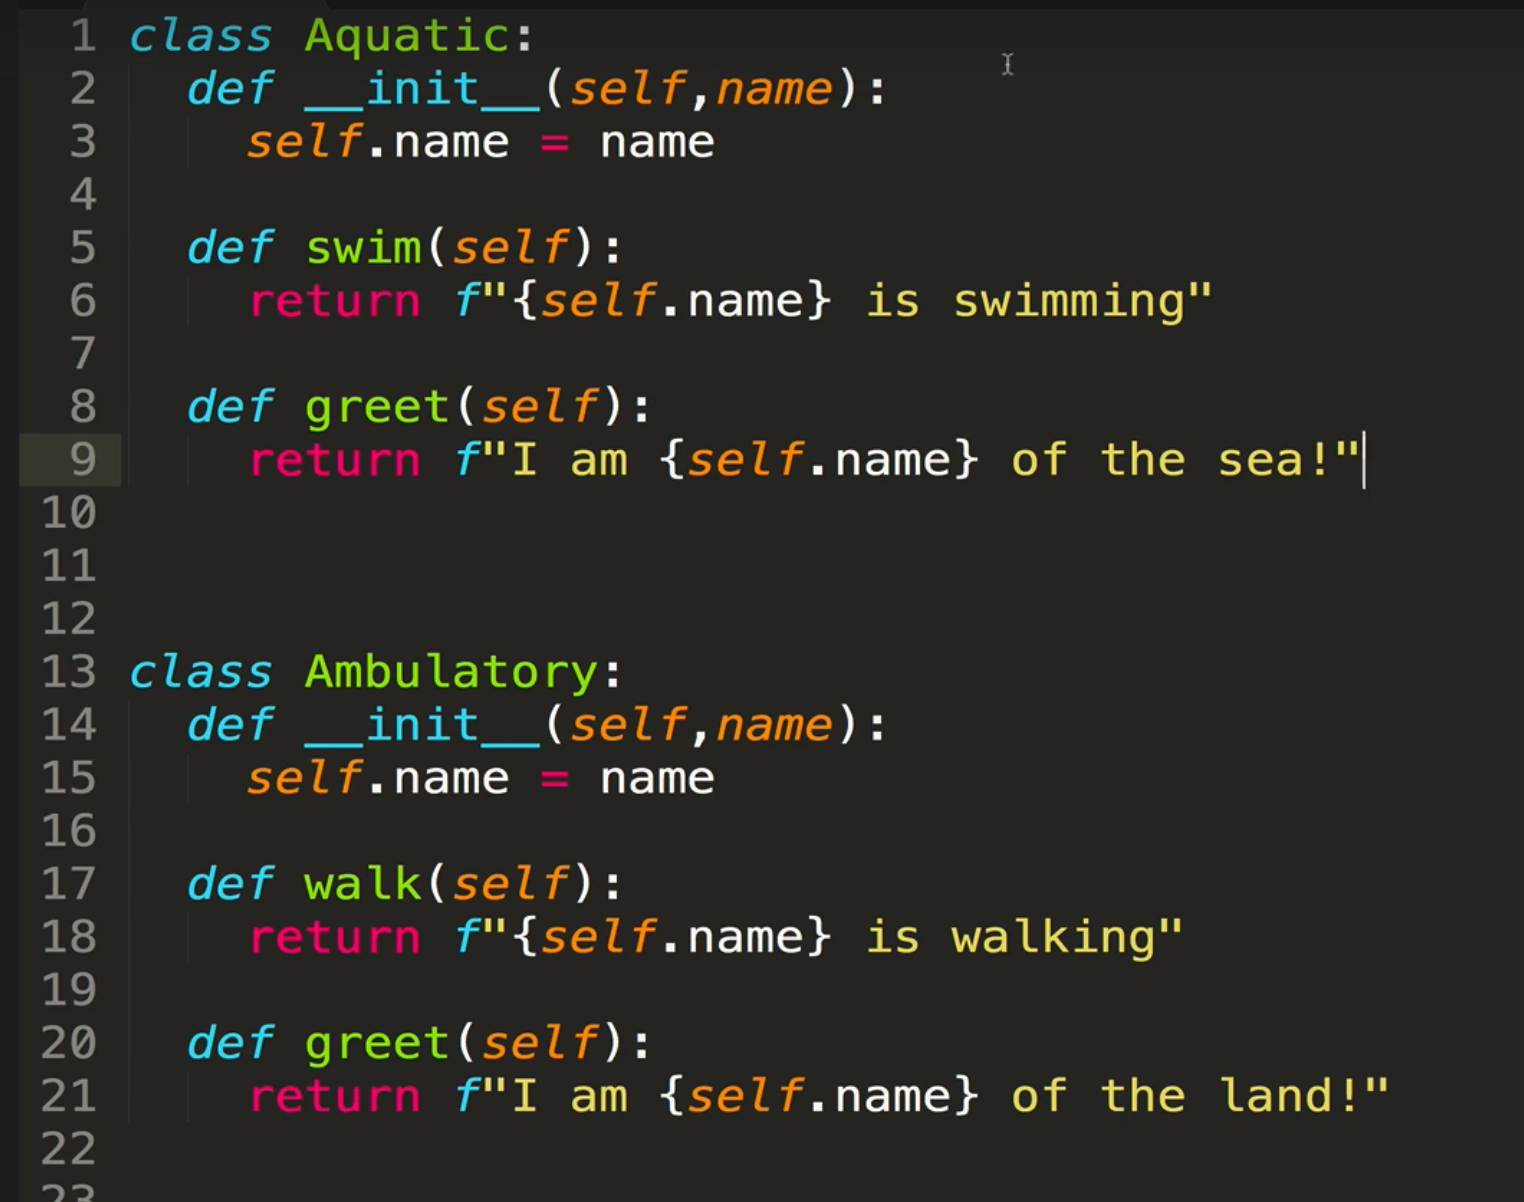 1 class Aquatic:
2   def __init__(self,name):
3     self.name = name
4
5   def swim(self):
6     return f"{self.name} is swimming"
7
8   def greet(self):
9     return f"I am {self.name} of the sea!"
10
11
12
13 class Ambulatory:
14   def __init__(self,name):
15     self.name = name
16
17   def walk(self):
18     return f"{self.name} is walking"
19
20   def greet(self):
21     return f"I am {self.name} of the land!"
22
23